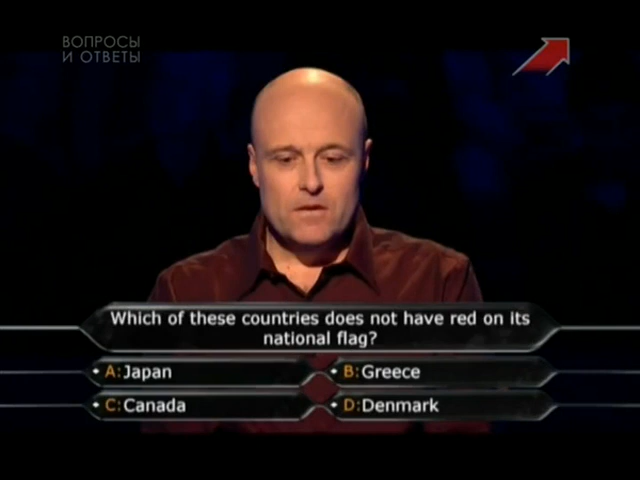 ВОПРОСЫ
И ОТВЕТЫ
Which of these countries does not have red on its
national flag?
A: Japan
B: Greece
C: Canada
D: Denmark